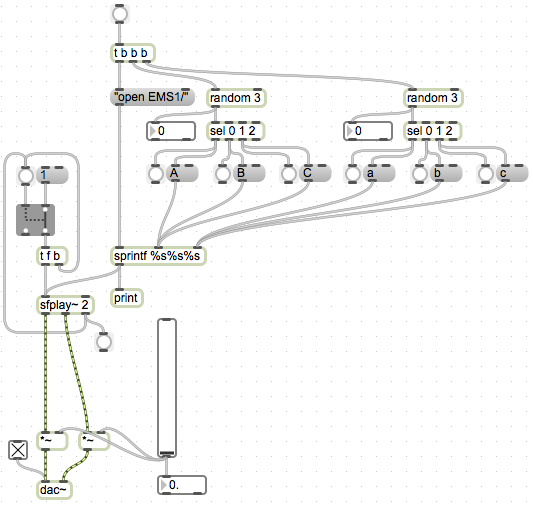 t b b b
"open EMS1/"
random 3
random 3
0
sel 0 1 2
0
sel 0 1 2
1
A
B
C
a
b
c
t f b
sprintf %s%s%s
sfplay~ 2
print
*~
*~
0.
dac~